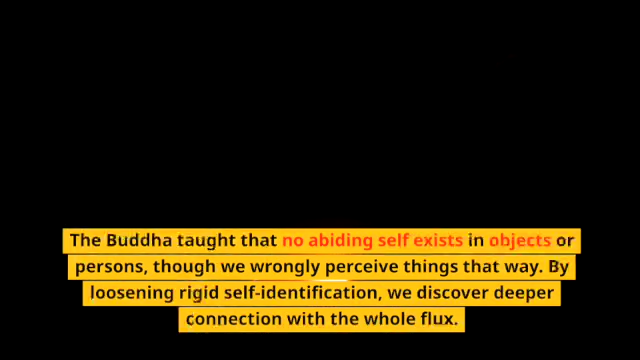 The Buddha taught that no abiding self exists in objects or
persons, though we wrongly perceive things that way. By
loosening rigid self-identification, we discover deeper
connection with the whole flux.